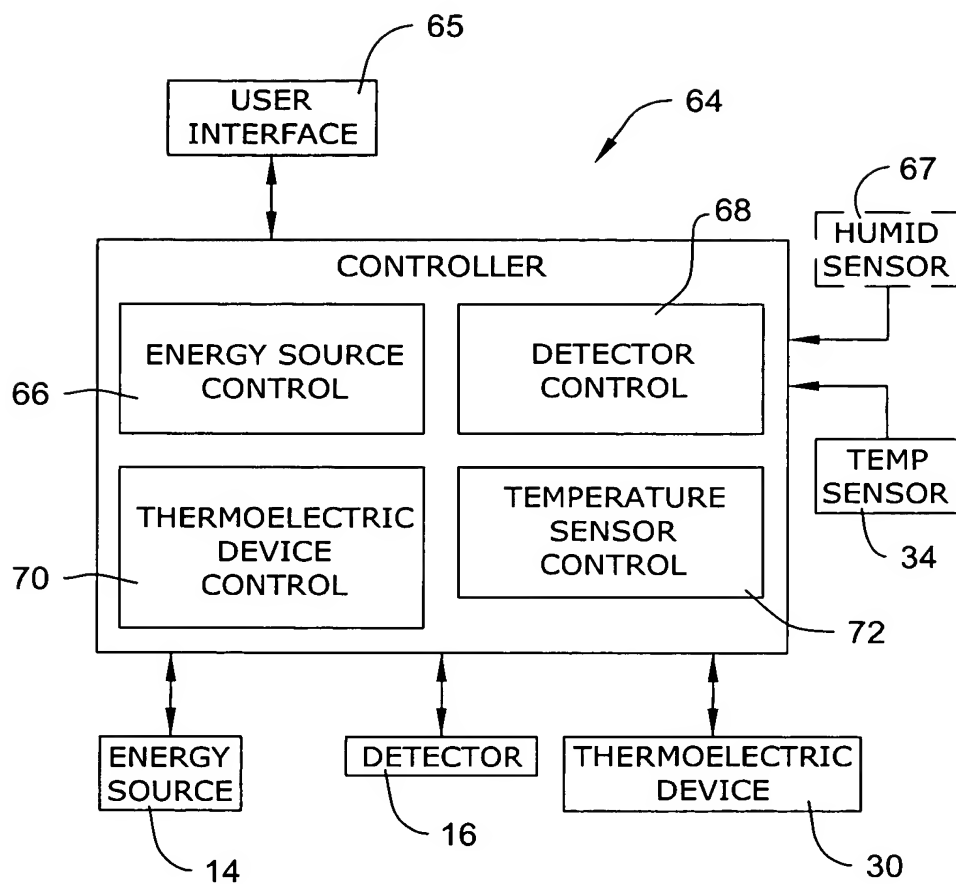 65
USER
INTERFACE
64
67
68
HUMID
SENSOR
CONTROLLER
ENERGY SOURCE
CONTROL
66
DETECTOR
CONTROL
TEMP
SENSOR
34
THERMOELECTRIC
DEVICE
CONTROL
70
TEMPERATURE
SENSOR
CONTROL
72
ENERGY
SOURCE
14
DETECTOR
16
THERMOELECTRIC
DEVICE
30